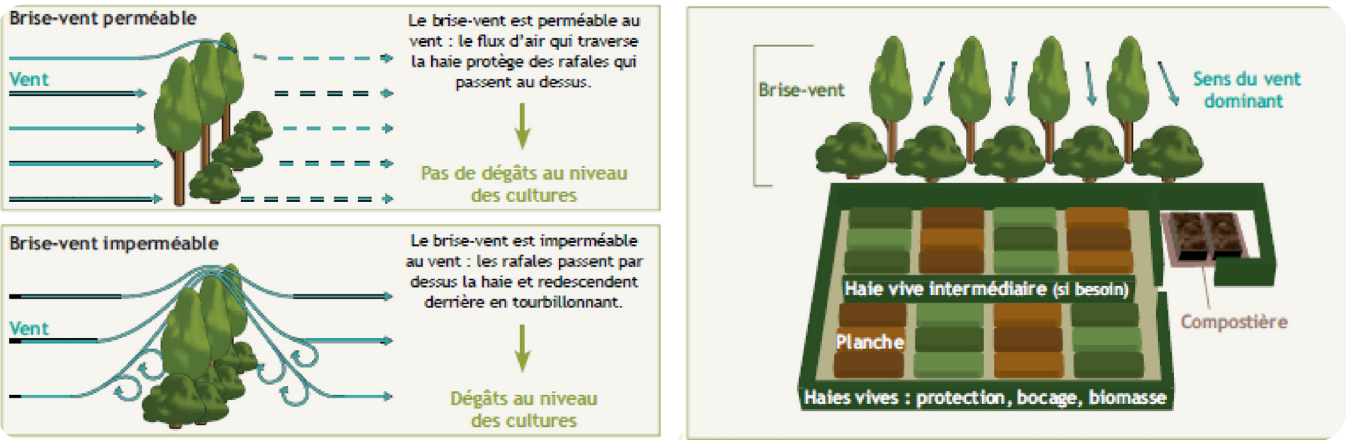 Brise-vent perméable
Vent
Le brise-vent est perméable au
vent : le flux d'air qui traverse
la haie protège des rafales qui
passent au dessus.
Pas de dégâts au niveau
des cultures
Brise-vent imperméable
Vent
Le brise-vent est imperméable
au vent : les rafales passent par
dessus la haie et redescendent
derrière en tourbillonnant.
Dégâts au niveau
des cultures
Brise-vent
Sens du vent
dominant
Haie vive intermédiaire (si besoin)
Compostière
Planche
Haies vives : protection, bocage, biomasse